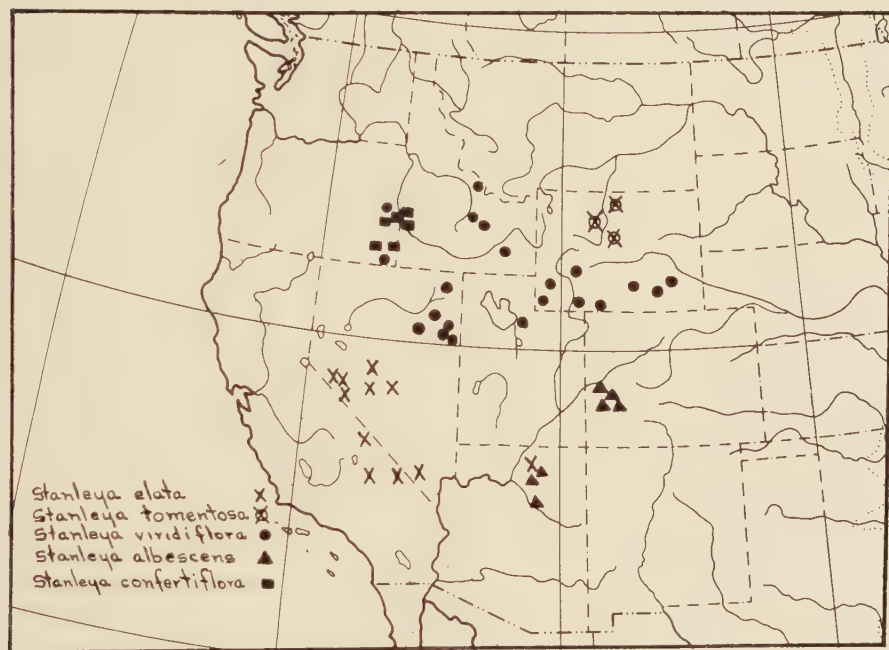 Stanleya elata
Stanleya tomentosa
Stanleya viridiflora
Stanleya albescens
Stanleya confertiflora